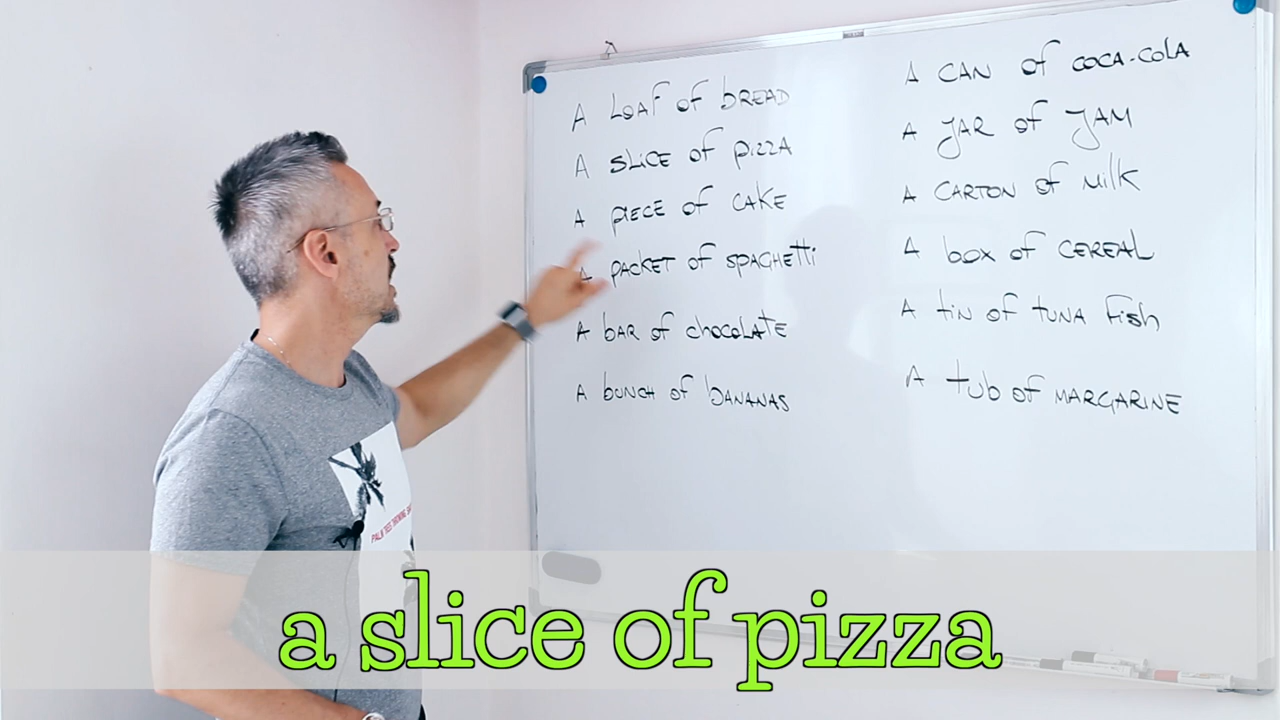 A LOAF OF BREAD
A SLICE OF PIZZA
A PIECE OF CAKE
A PACKET OF SPAGHETTI
A BAR OF CHOCOLATE
A BUNCH OF BANANAS
A CAN OF COCA-COLA
A JAR OF JAM
A CARTON OF MILK
A BOX OF CEREAL
A TIN OF TUNA FISH
A TUB OF MARGARINE
PALM TREES
a slice of pizza